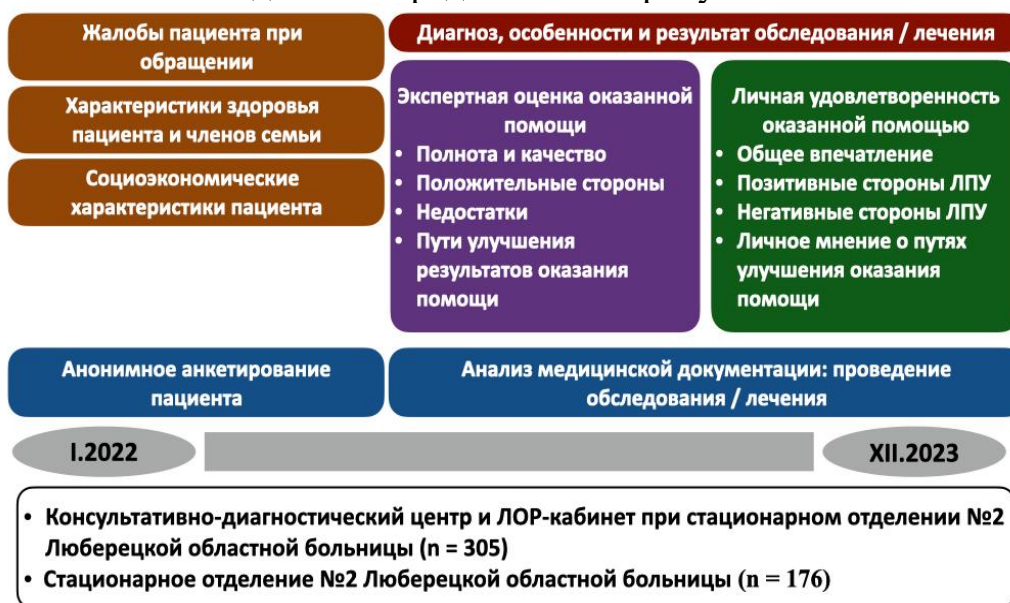 Жалобы пациента при
обращении
Характеристики здоровья
пациента и членов семьи
Социоэкономические
характеристики пациента
Диагноз, особенности и результат обследования / лечения
Экспертная оценка оказанной
помощи
• Полнота и качество
• Положительные стороны
• Недостатки
• Пути улучшения
результатов оказания
помощи
Личная удовлетворенность
оказанной помощью
• Общее впечатление
• Позитивные стороны ЛПУ
• Негативные стороны ЛПУ
• Личное мнение о путях
улучшения оказания
помощи
Анонимное анкетирование
пациента
Анализ медицинской документации: проведение
обследования / лечения
I.2022
XII.2023
• Консультативно-диагностический центр и ЛОР-кабинет при стационарном отделении №2
Люберецкой областной больницы (n = 305)
• Стационарное отделение №2 Люберецкой областной больницы (n = 176)